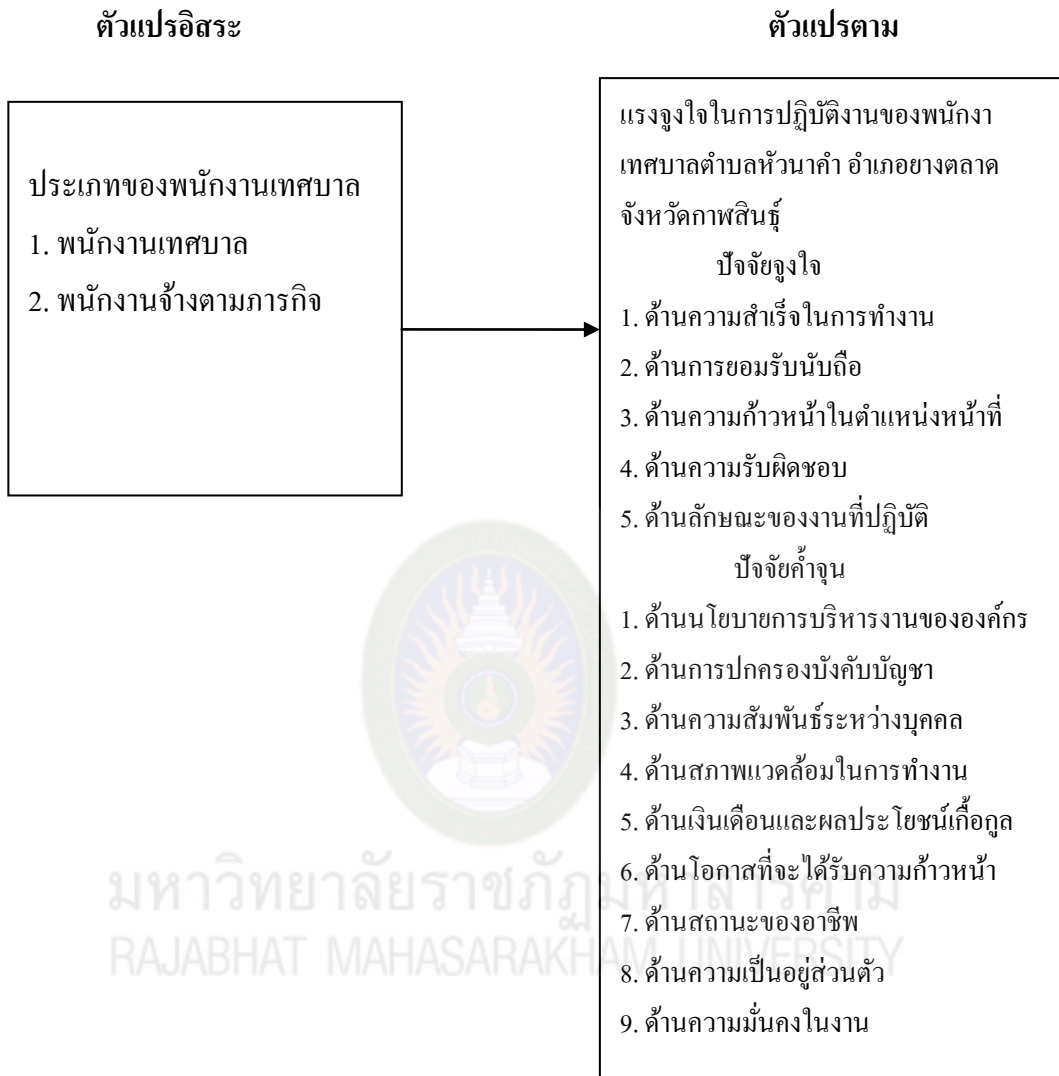 ตัวแปรอิสระ
ตัวแปรตาม
ประเภทของพนักงานเทศบาล
1. พนักงานเทศบาล
2. พนักงานจ้างตามภารกิจ
แรงจูงใจในการปฏิบัติงานของพนักงา
เทศบาลตำบลหัวนาคำ อำเภอยางตลาด
จังหวัดกาฬสินธุ์
ปัจจัยจูงใจ
1. ด้านความสำเร็จในการทำงาน
2. ด้านการยอมรับนับถือ
3. ด้านความก้าวหน้าในตำแหน่งหน้าที่
4. ด้านความรับผิดชอบ
5. ด้านลักษณะของงานที่ปฏิบัติ
ปัจจัยค้ำจุน
1. ด้านนโยบายการบริหารงานขององค์กร
2. ด้านการปกครองบังคับบัญชา
3. ด้านความสัมพันธ์ระหว่างบุคคล
4. ด้านสภาพแวดล้อมในการทำงาน
5. ด้านเงินเดือนและผลประโยชน์เกื้อกูล
6. ด้านโอกาสที่จะได้รับความก้าวหน้า
7. ด้านสถานะของอาชีพ
8. ด้านความเป็นอยู่ส่วนตัว
9. ด้านความมั่นคงในงาน
มหาวิทยาลัยราชภัฏมหาสารคาม
RAJABHAT MAHASARAKHAM UNIVERSITY